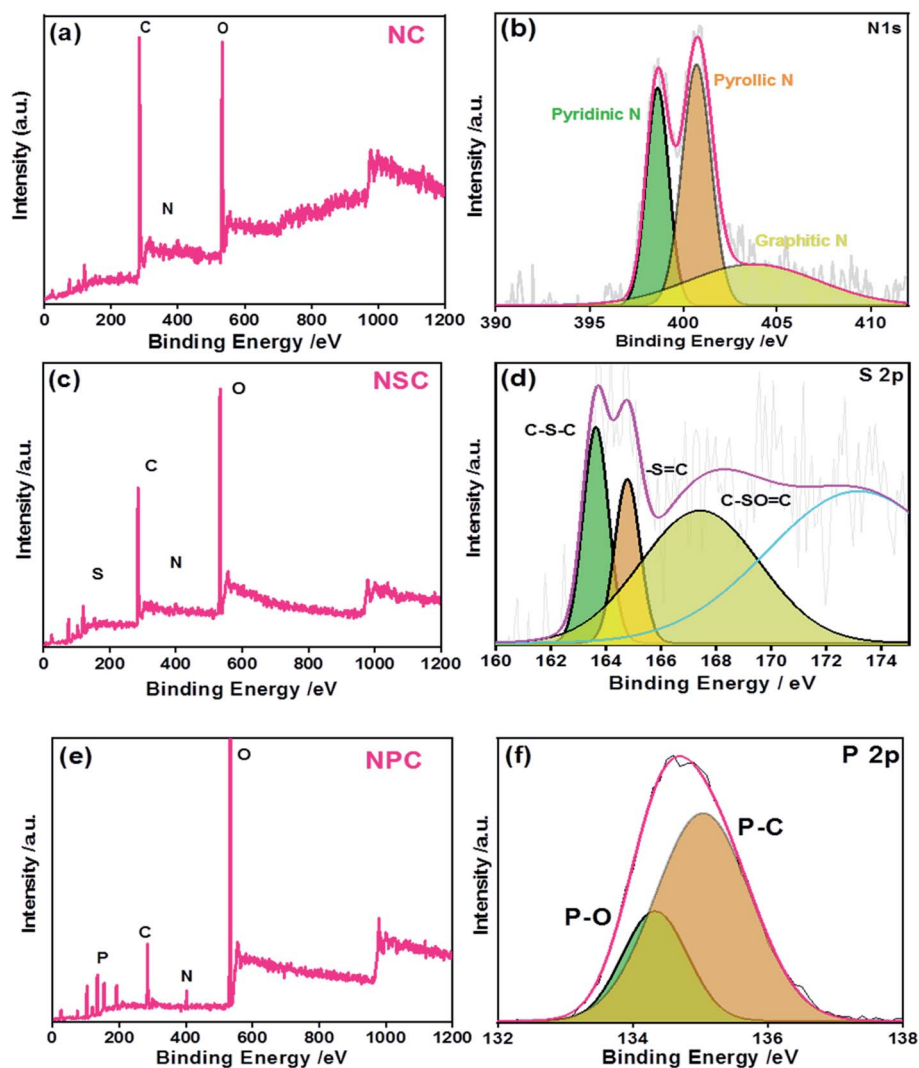 (a)
C
O
NC
N
Intensity (a.u.)
0 200 400 600 800 1000 1200
Binding Energy /eV
(b)
N1s
Pyridinic N
Pyrollic N
Graphitic N
Intensity /a.u.
390 395 400 405 410
Binding Energy /eV
(c)
O
NSC
C
S
N
Intensity /a.u.
0 200 400 600 800 1000 1200
Binding Energy /eV
(d)
S 2p
C-S-C
-S=C
C-SO=C
Intensity /a.u.
160 162 164 166 168 170 172 174
Binding Energy / eV
(e)
O
NPC
P
C
N
Intensity /a.u.
0 200 400 600 800 1000 1200
Binding Energy /eV
(f)
P 2p
P-C
P-O
Intensity /a.u.
132 134 136 138
Binding Energy /eV